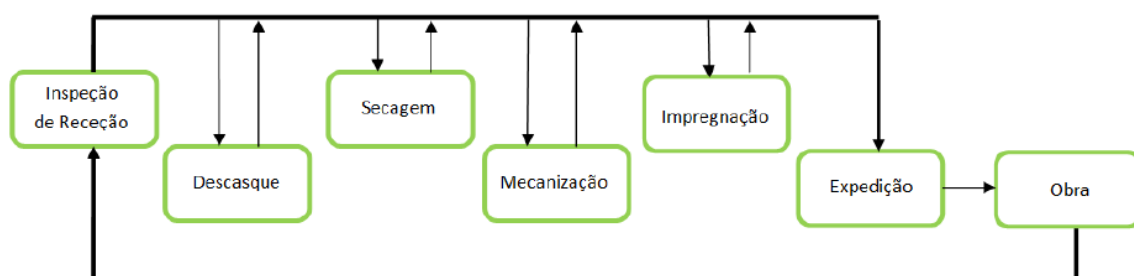 Inspeção
de Receção
Descasque
Secagem
Mecanização
Impregnação
Expedição
Obra